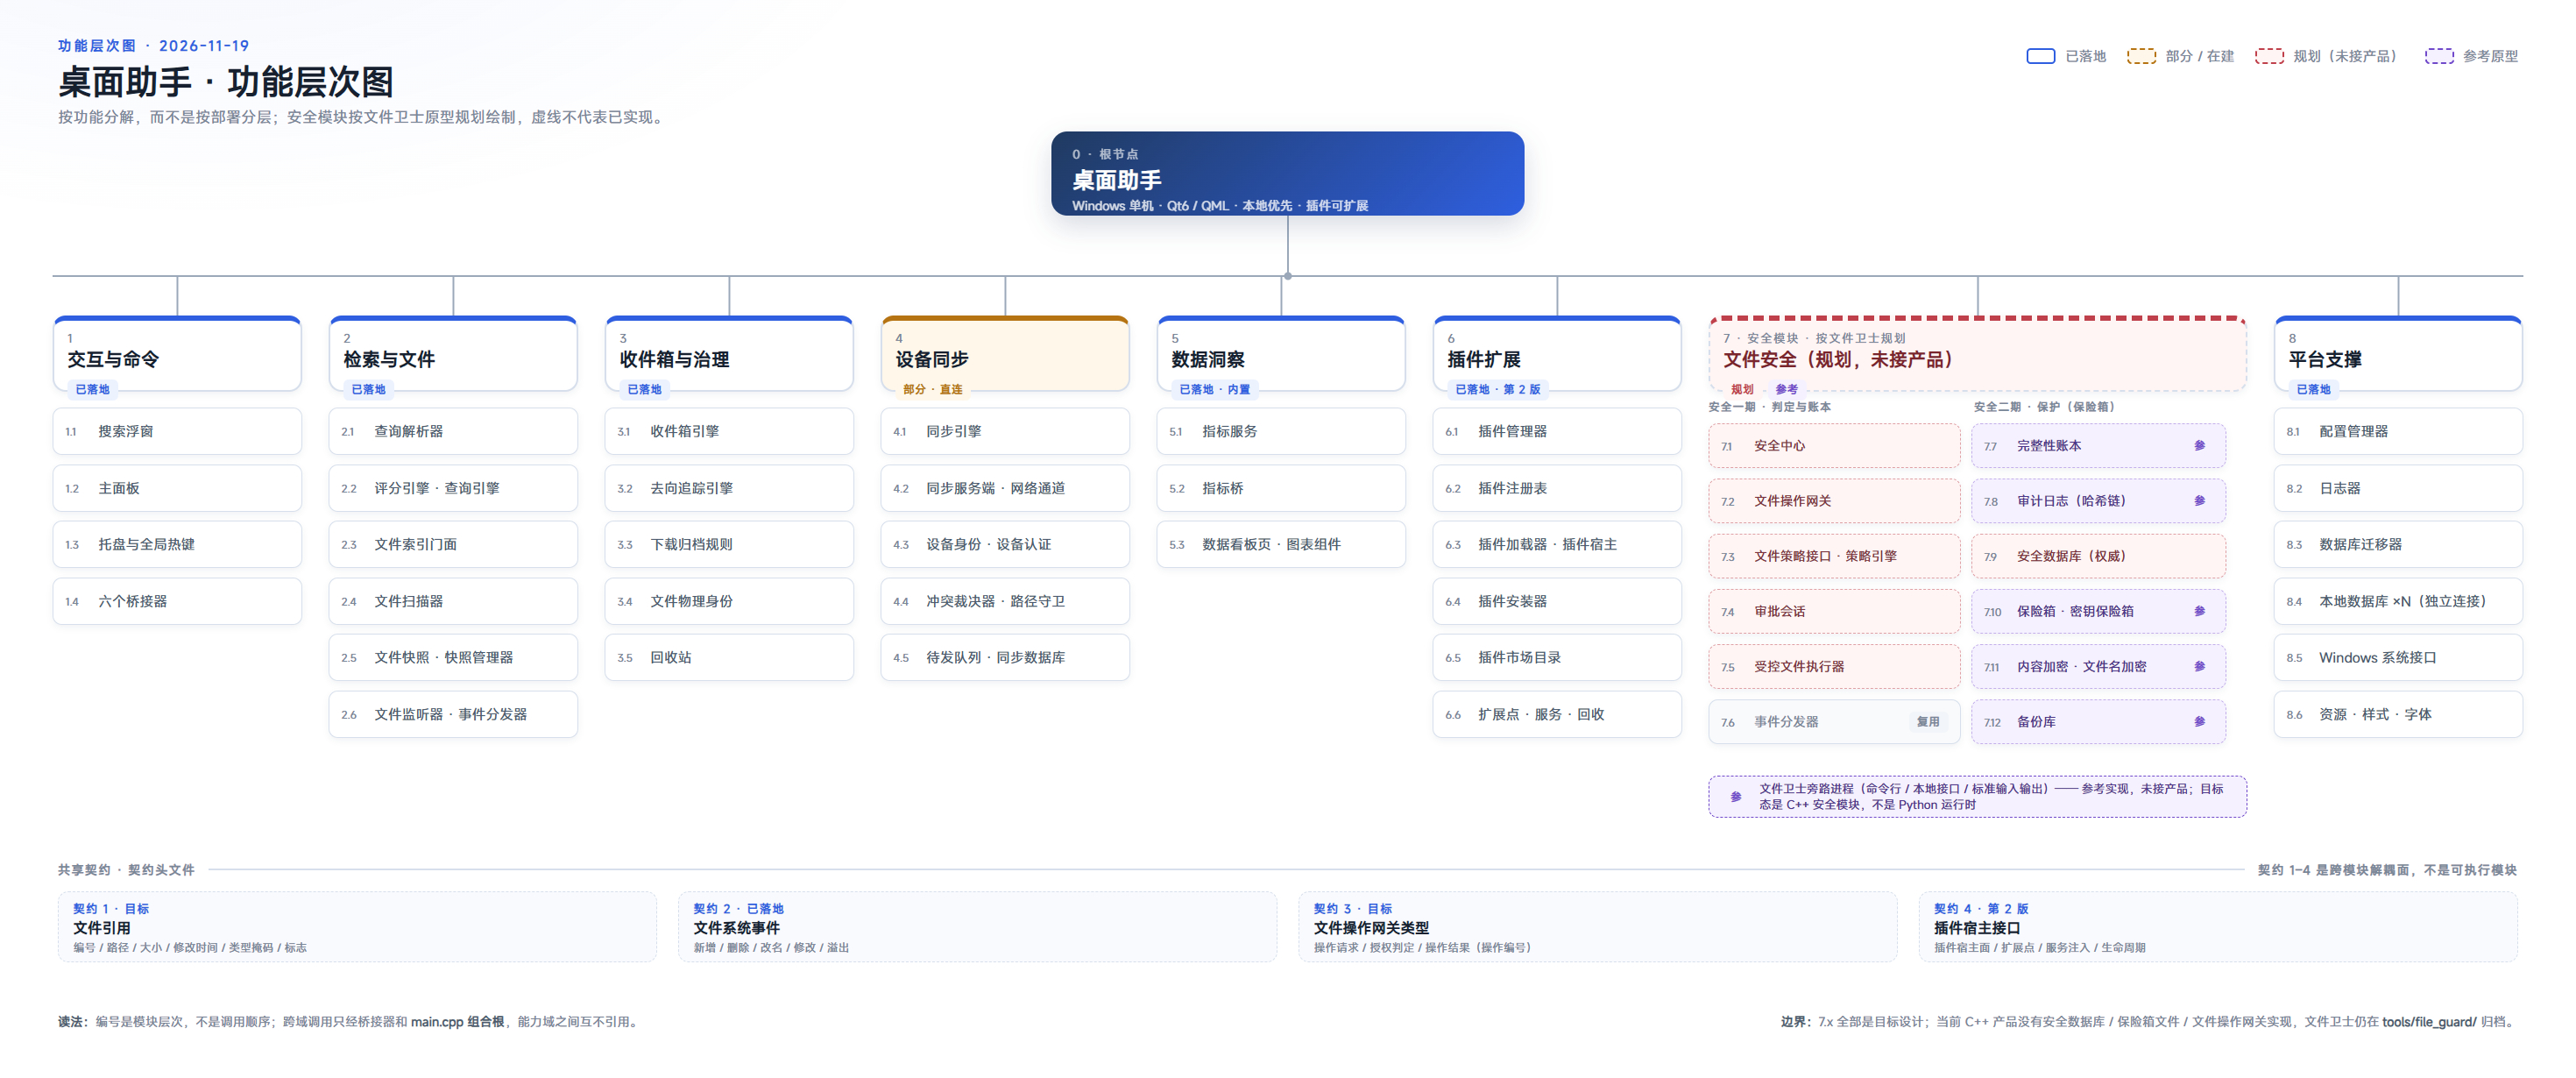 功能层次图 · 2026-11-19
桌面助手 · 功能层次图
按功能分解，而不是按部署分层；安全模块按文件卫士原型规划绘制，虚线不代表已实现。
已落地
部分 / 在建
规划（未接产品）
参考原型
0 · 根节点
桌面助手
Windows 单机 · Qt6 / QML · 本地优先 · 插件可扩展
1
交互与命令
已落地
1.1 搜索浮窗
1.2 主面板
1.3 托盘与全局热键
1.4 六个桥接器
2
检索与文件
已落地
2.1 查询解析器
2.2 评分引擎 · 查询引擎
2.3 文件索引门面
2.4 文件扫描器
2.5 文件快照 · 快照管理器
2.6 文件监听器 · 事件分发器
3
收件箱与治理
已落地
3.1 收件箱引擎
3.2 去向追踪引擎
3.3 下载归档规则
3.4 文件物理身份
3.5 回收站
4
设备同步
部分 · 直连
4.1 同步引擎
4.2 同步服务端 · 网络通道
4.3 设备身份 · 设备认证
4.4 冲突裁决器 · 路径守卫
4.5 待发队列 · 同步数据库
5
数据洞察
已落地 · 内置
5.1 指标服务
5.2 指标桥
5.3 数据看板页 · 图表组件
6
插件扩展
已落地 · 第 2 版
6.1 插件管理器
6.2 插件注册表
6.3 插件加载器 · 插件宿主
6.4 插件安装器
6.5 插件市场目录
6.6 扩展点 · 服务 · 回收
7 · 安全模块 · 按文件卫士规划
文件安全（规划，未接产品）
规划 参考
安全一期 · 判定与账本
7.1 安全中心
7.2 文件操作网关
7.3 文件策略接口 · 策略引擎
7.4 审批会话
7.5 受控文件执行器
7.6 事件分发器 复用
安全二期 · 保护（保险箱）
7.7 完整性账本 参
7.8 审计日志（哈希链） 参
7.9 安全数据库（权威）
7.10 保险箱 · 密钥保险箱 参
7.11 内容加密 · 文件名加密 参
7.12 备份库 参
参 文件卫士旁路进程（命令行 / 本地接口 / 标准输入输出）—— 参考实现，未接产品；目标
态是 C++ 安全模块，不是 Python 运行时
8
平台支撑
已落地
8.1 配置管理器
8.2 日志器
8.3 数据库迁移器
8.4 本地数据库 ×N（独立连接）
8.5 Windows 系统接口
8.6 资源 · 样式 · 字体
共享契约 · 契约头文件
契约 1-4 是跨模块解耦面，不是可执行模块
契约 1 · 目标
文件引用
编号 / 路径 / 大小 / 修改时间 / 类型掩码 / 标志
契约 2 · 已落地
文件系统事件
新增 / 删除 / 改名 / 修改 / 溢出
契约 3 · 目标
文件操作网关类型
操作请求 / 授权判定 / 操作结果（操作编号）
契约 4 · 第 2 版
插件宿主接口
插件宿主面 / 扩展点 / 服务注入 / 生命周期
读法：编号是模块层次，不是调用顺序；跨域调用只经桥接器和 main.cpp 组合根，能力域之间互不引用。
边界：7.x 全部是目标设计；当前 C++ 产品没有安全数据库 / 保险箱文件 / 文件操作网关实现，文件卫士仍在 tools/file_guard/ 归档。